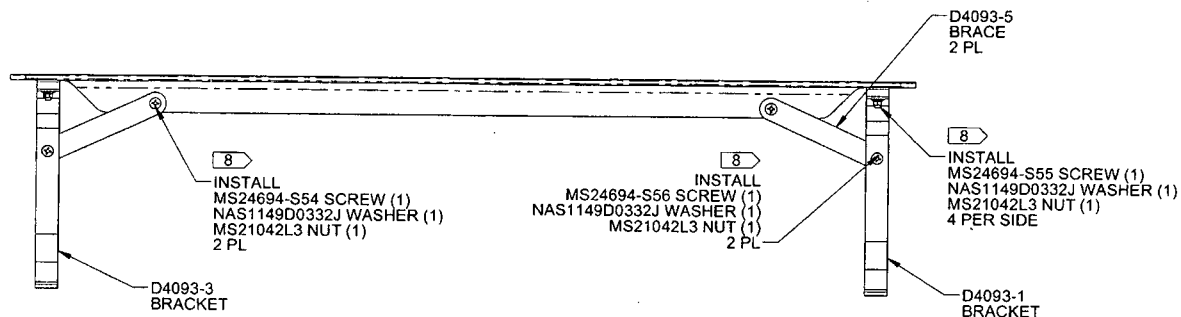 D4093-5
BRACE
2 PL
8
INSTALL
MS24694-S54 SCREW (1)
NAS1149D0332J WASHER (1)
MS21042L3 NUT (1)
2 PL
8
INSTALL
MS24694-S56 SCREW (1)
NAS1149D0332J WASHER (1)
MS21042L3 NUT (1)
2 PL
8
INSTALL
MS24694-S55 SCREW (1)
NAS1149D0332J WASHER (1)
MS21042L3 NUT (1)
4 PER SIDE
D4093-3
BRACKET
D4093-1
BRACKET